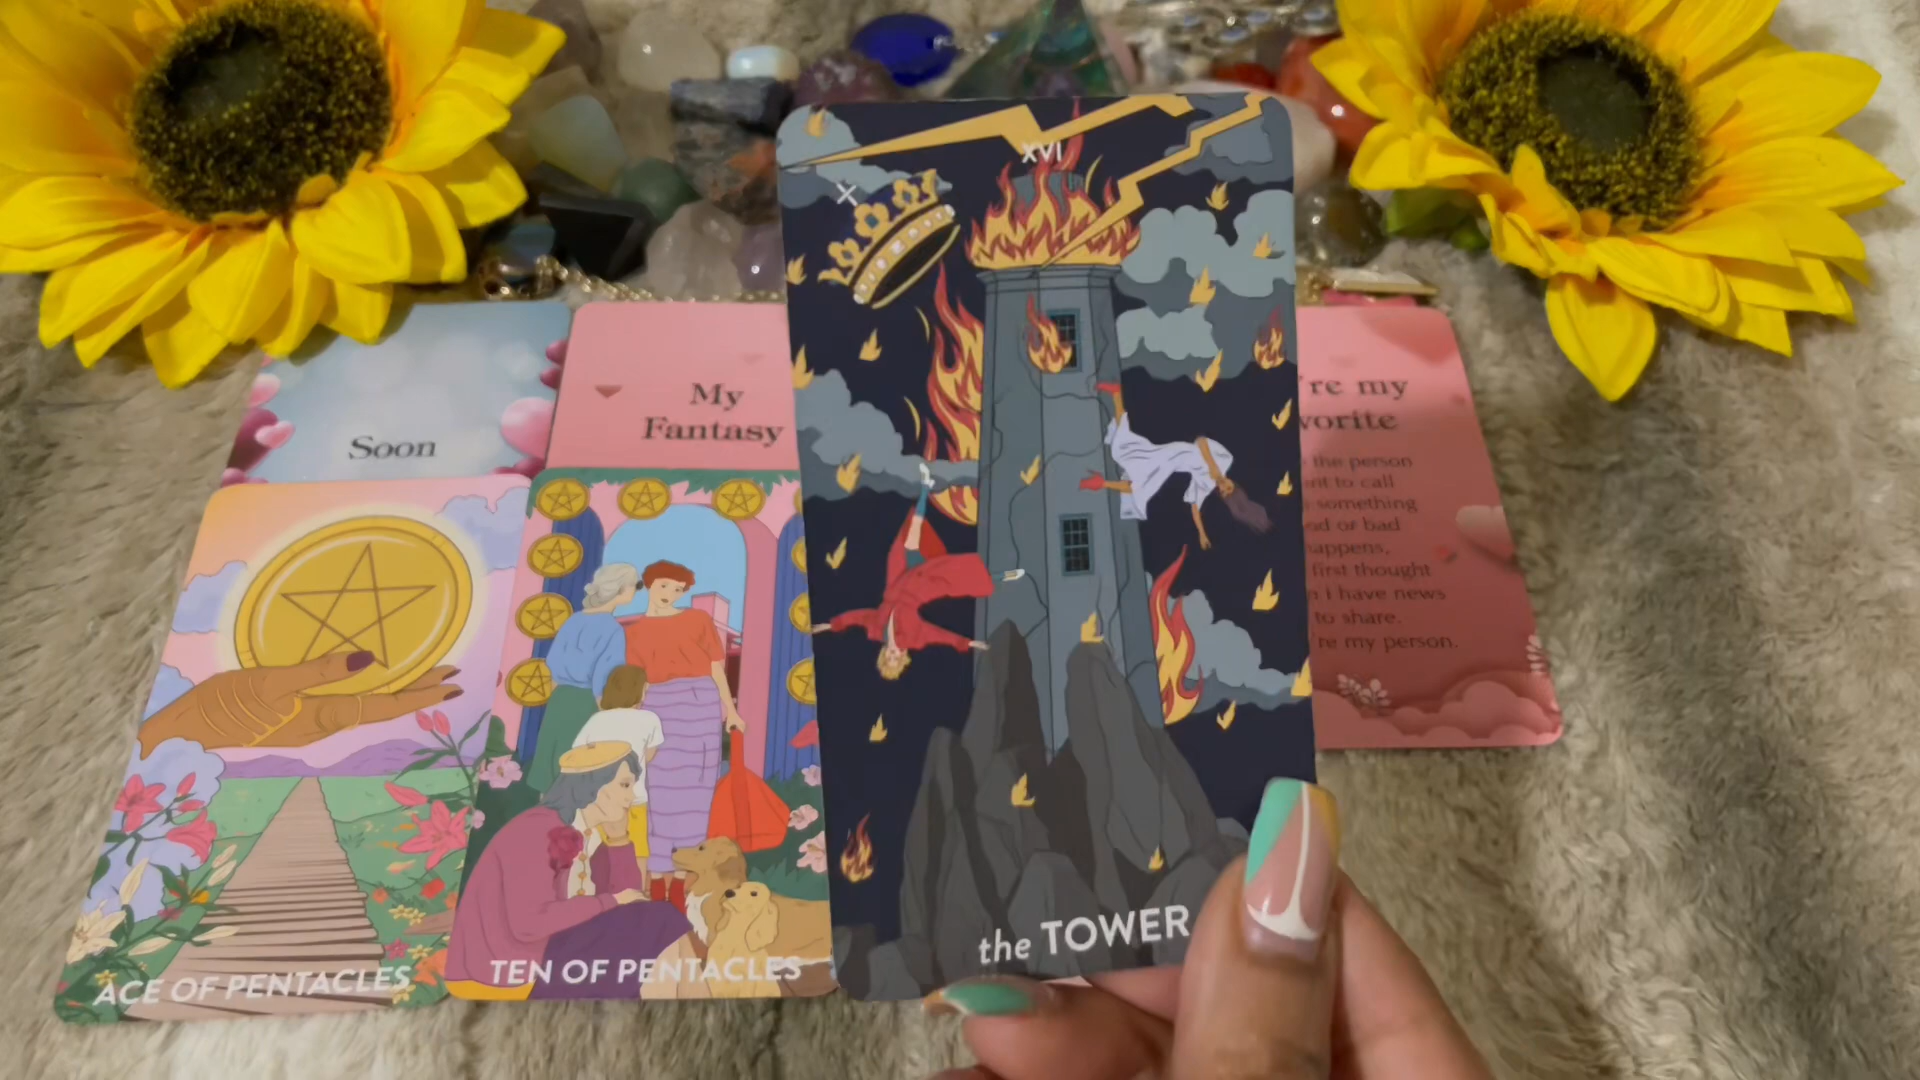 XVI
Soon
My
Fantasy
're my
vorite
the person
to call
something
or bad
first thought
i have news
to share.
're my person.
ACE OF PENTACLES
TEN OF PENTACLES
the TOWER